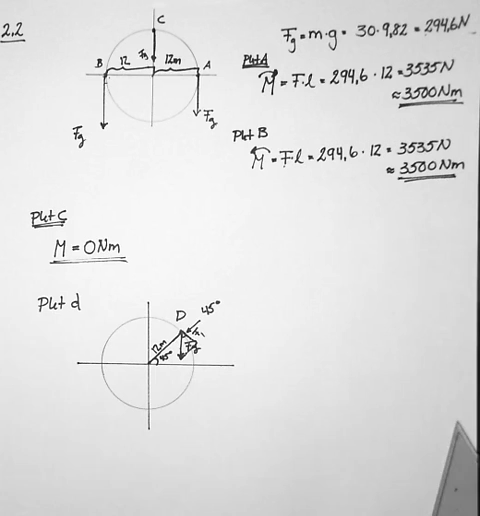 2.2
C
Fg = m·g = 30·9,82 = 294,6N
Fg
B 12 12m A
Pkt A
M = F·l = 294,6·12 = 3535N
≈ 3500Nm
Fg Fg
Pkt B
M = F·l = 294,6·12 = 3535N
≈ 3500Nm
Pkt C
M = 0Nm
Pkt d
D 45°
12m
45° Fg